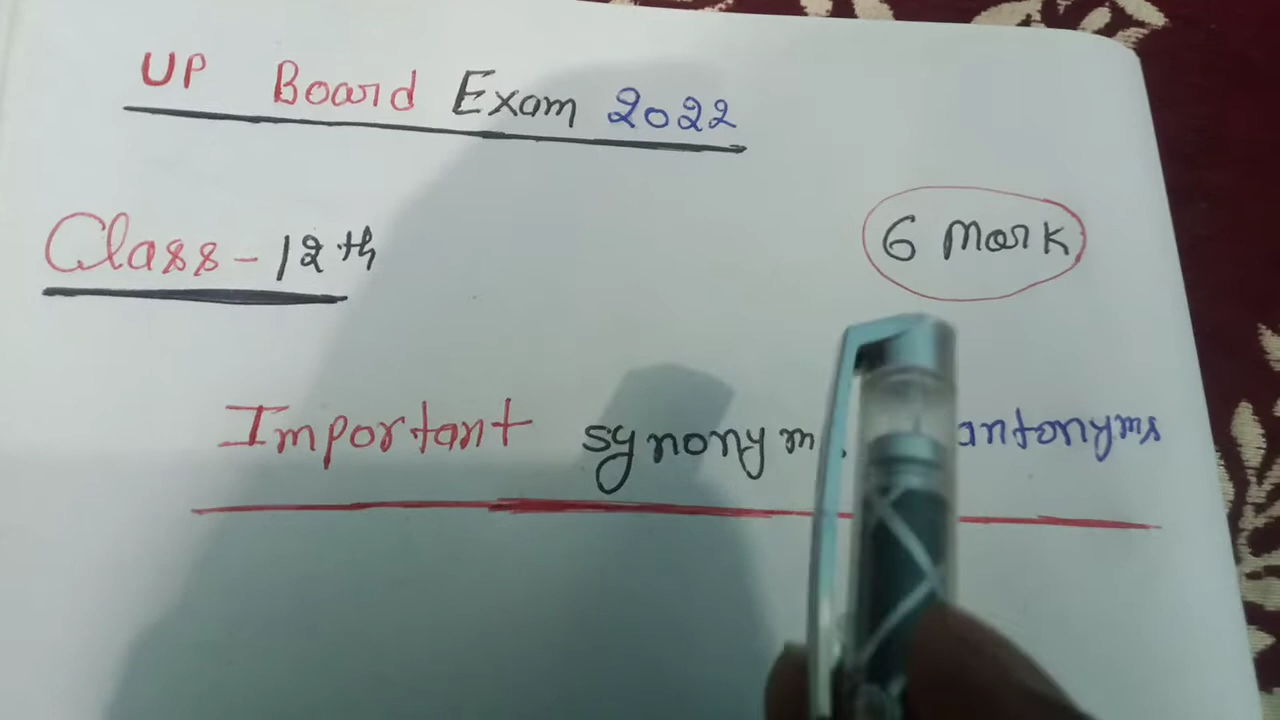 UP Board Exam 2022
Class - 12th
6 Mark
Important synonym antonyms